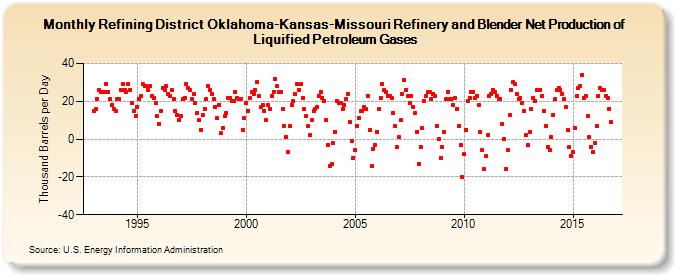 Monthly Refining District Oklahoma-Kansas-Missouri Refinery and Blender Net Production of
Liquified Petroleum Gases
Thousand Barrels per Day
40
20
0
-20
-40
1995
2000
2005
2010
2015
Source: U.S. Energy Information Administration